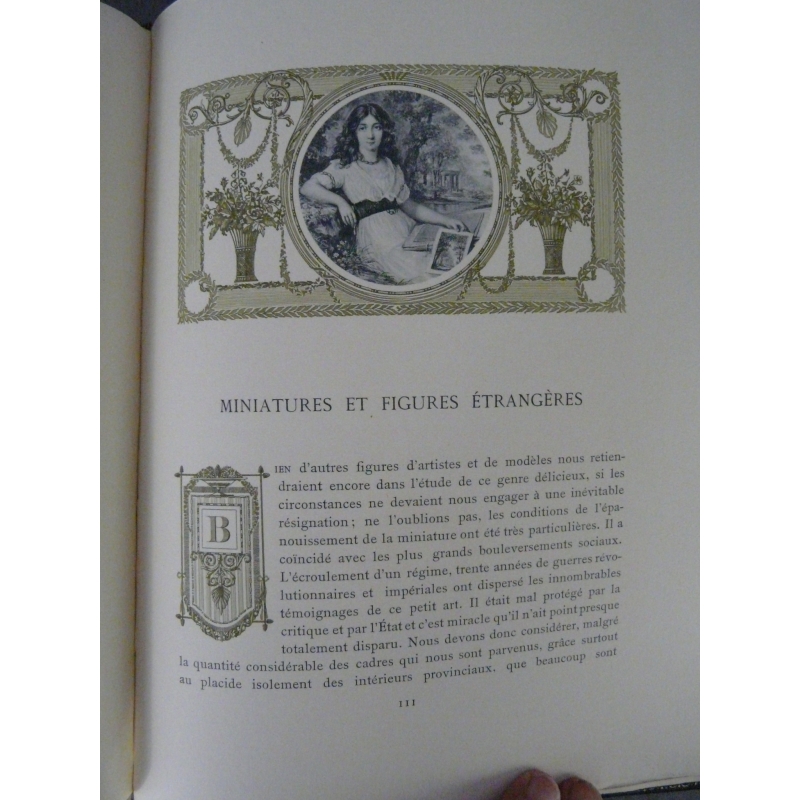 MINIATURES ET FIGURES ÉTRANGÈRES
BIEN d'autres figures d'artistes et de modèles nous retien-
draient encore dans l'étude de ce genre délicieux, si les
circonstances ne devaient nous engager à une inévitable
résignation ; ne l'oublions pas, les conditions de l'épa-
nouissement de la miniature ont été très particulières. Il a
coïncidé avec les plus grands bouleversements sociaux.
L'écroulement d'un régime, trente années de guerres révo-
lutionnaires et impériales ont dispersé les innombrables
témoignages de ce petit art. Il était mal protégé par la
critique et par l'État et c'est miracle qu'il n'ait point presque
totalement disparu. Nous devons donc considérer, malgré
la quantité considérable des cadres qui nous sont parvenus, grâce surtout
au placide isolement des intérieurs provinciaux. que beaucoup sont
111